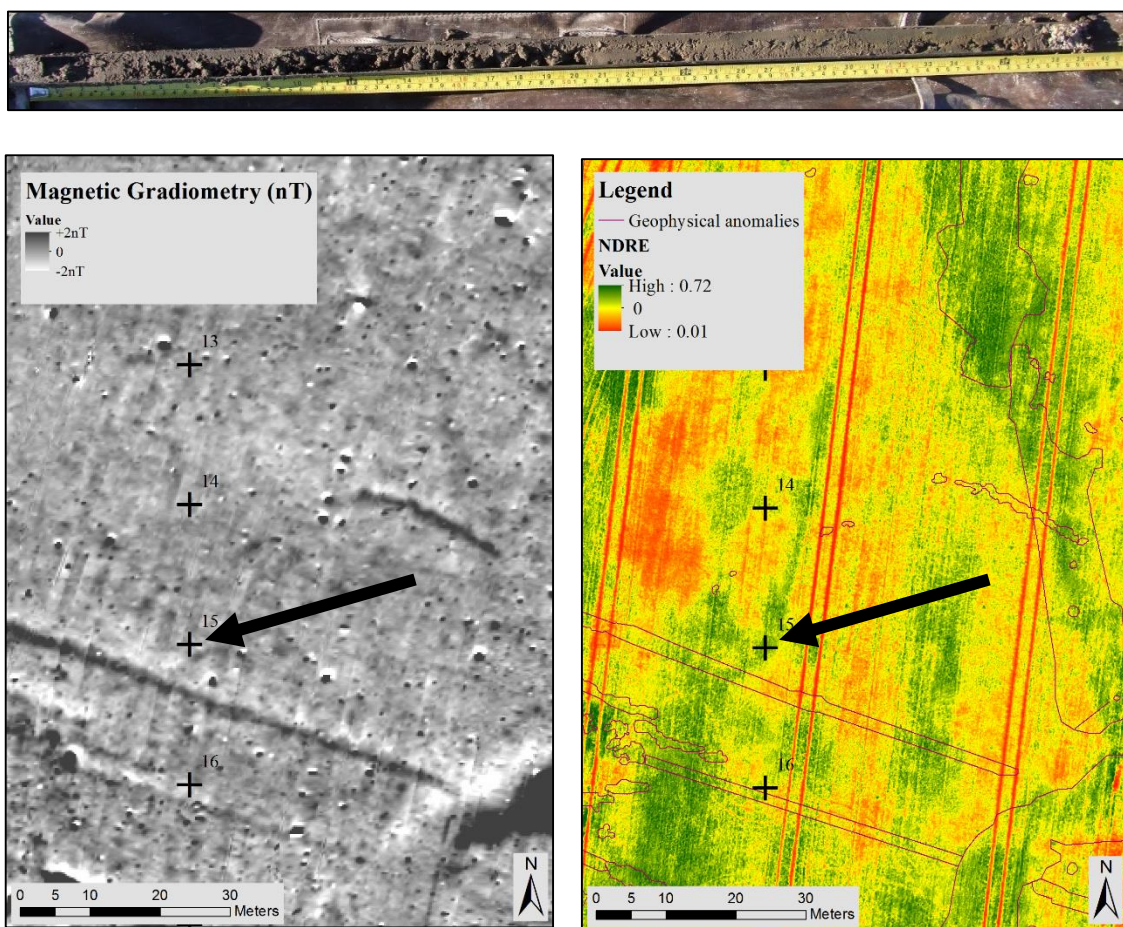 Magnetic Gradiometry (nT)
Value
+2nT
0
-2nT
13
14
15
16
0 5 10 20 30
Meters
N
Legend
Geophysical anomalies
NDRE
Value
High : 0.72
0
Low : 0.01
14
15
16
0 5 10 20 30
Meters
N